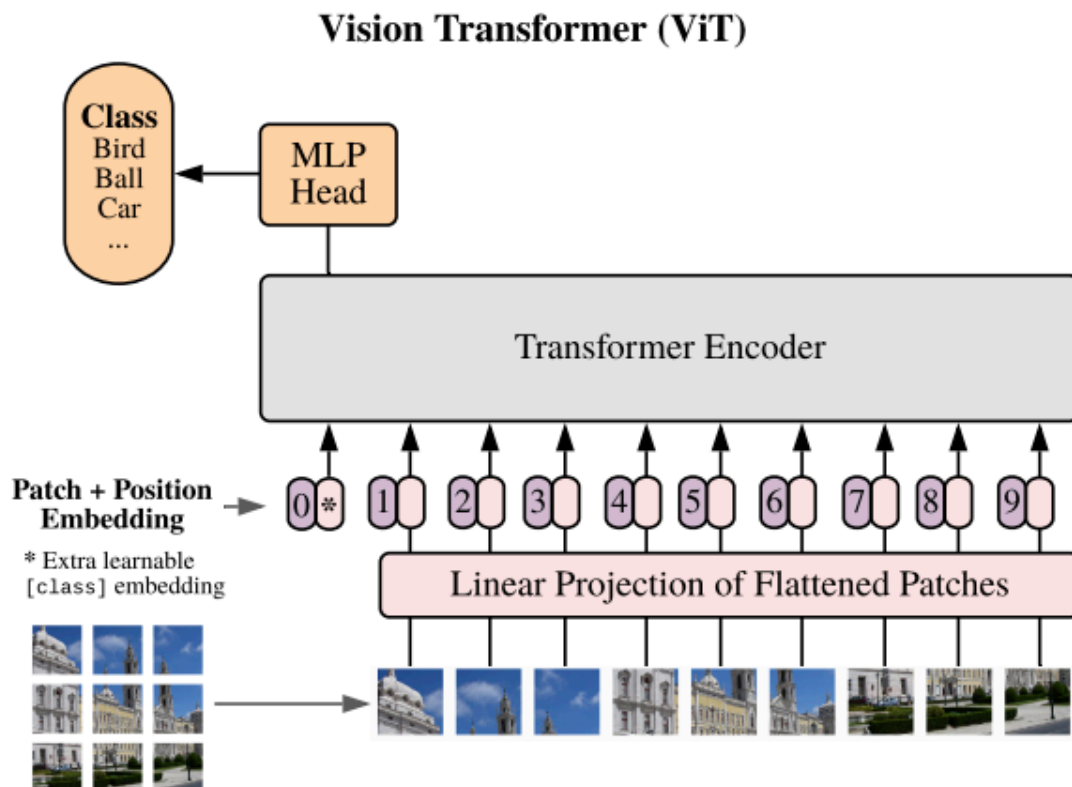 Vision Transformer (ViT)
Class
Bird
Ball
Car
...
MLP
Head
Transformer Encoder
Patch + Position
Embedding
0 * 1 2 3 4 5 6 7 8 9
* Extra learnable
[class] embedding
Linear Projection of Flattened Patches